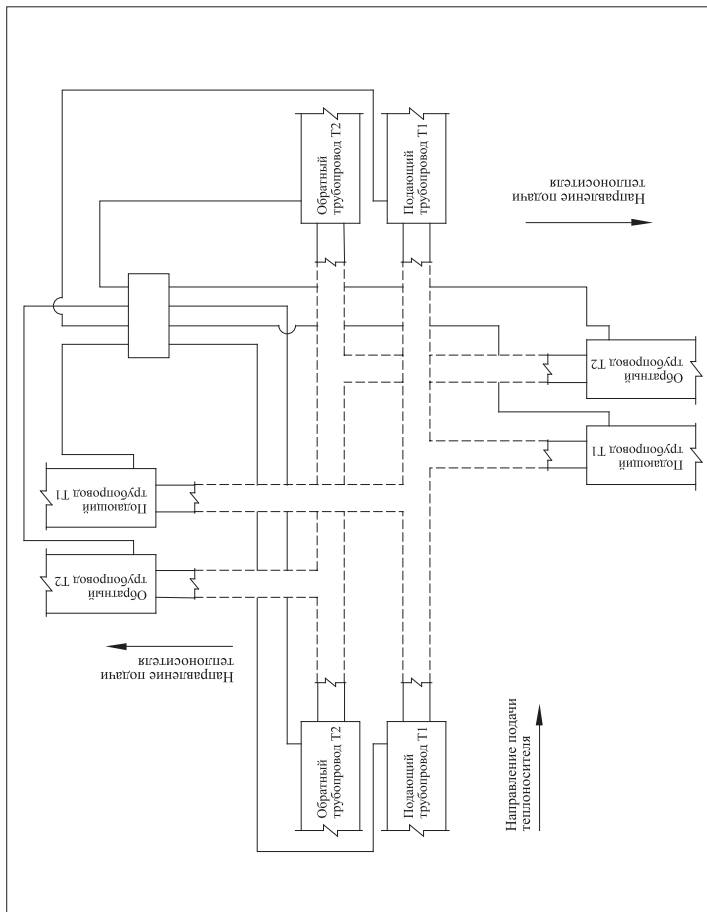 Обратный
трубопровод Т2
Подающий
трубопровод Т1
Направление подачи
теплоносителя
Обратный
трубопровод Т2
Подающий
трубопровод Т1
Подающий
трубопровод Т1
Обратный
трубопровод Т2
Направление подачи
теплоносителя
Обратный
трубопровод Т2
Подающий
трубопровод Т1
Направление подачи
теплоносителя